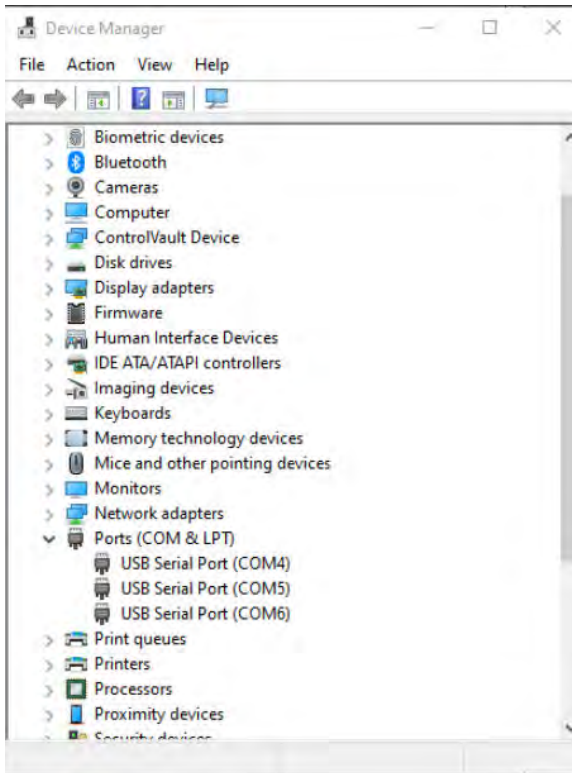 Device Manager
File Action View Help
Biometric devices
Bluetooth
Cameras
Computer
ControlVault Device
Disk drives
Display adapters
Firmware
Human Interface Devices
IDE ATA/ATAPI controllers
Imaging devices
Keyboards
Memory technology devices
Mice and other pointing devices
Monitors
Network adapters
Ports (COM & LPT)
USB Serial Port (COM4)
USB Serial Port (COM5)
USB Serial Port (COM6)
Print queues
Printers
Processors
Proximity devices
Security devices